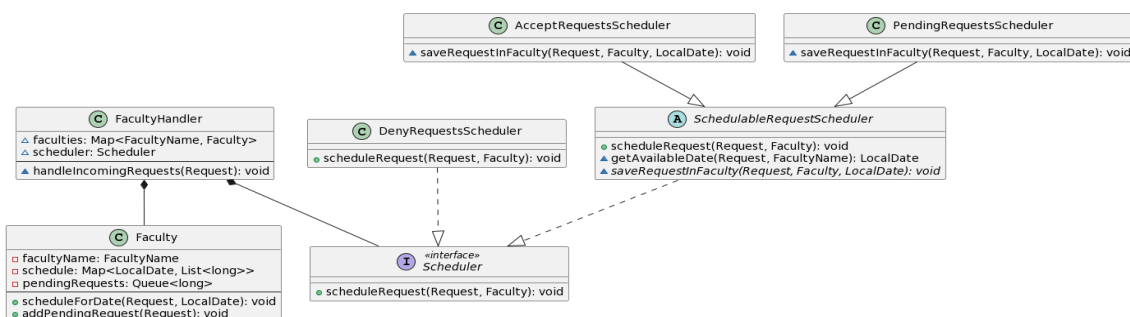 C AcceptRequestsScheduler
saveRequestInFaculty(Request, Faculty, LocalDate): void
C PendingRequestsScheduler
saveRequestInFaculty(Request, Faculty, LocalDate): void
C FacultyHandler
faculties: Map<FacultyName, Faculty>
scheduler: Scheduler
handleIncomingRequests(Request): void
C DenyRequestsScheduler
scheduleRequest(Request, Faculty): void
A SchedulableRequestScheduler
scheduleRequest(Request, Faculty): void
getAvailableDate(Request, FacultyName): LocalDate
saveRequestInFaculty(Request, Faculty, LocalDate): void
C Faculty
facultyName: FacultyName
schedule: Map<LocalDate, List<long>>
pendingRequests: Queue<long>
scheduleForDate(Request, LocalDate): void
addPendingRequest(Request): void
I «interface»
Scheduler
scheduleRequest(Request, Faculty): void